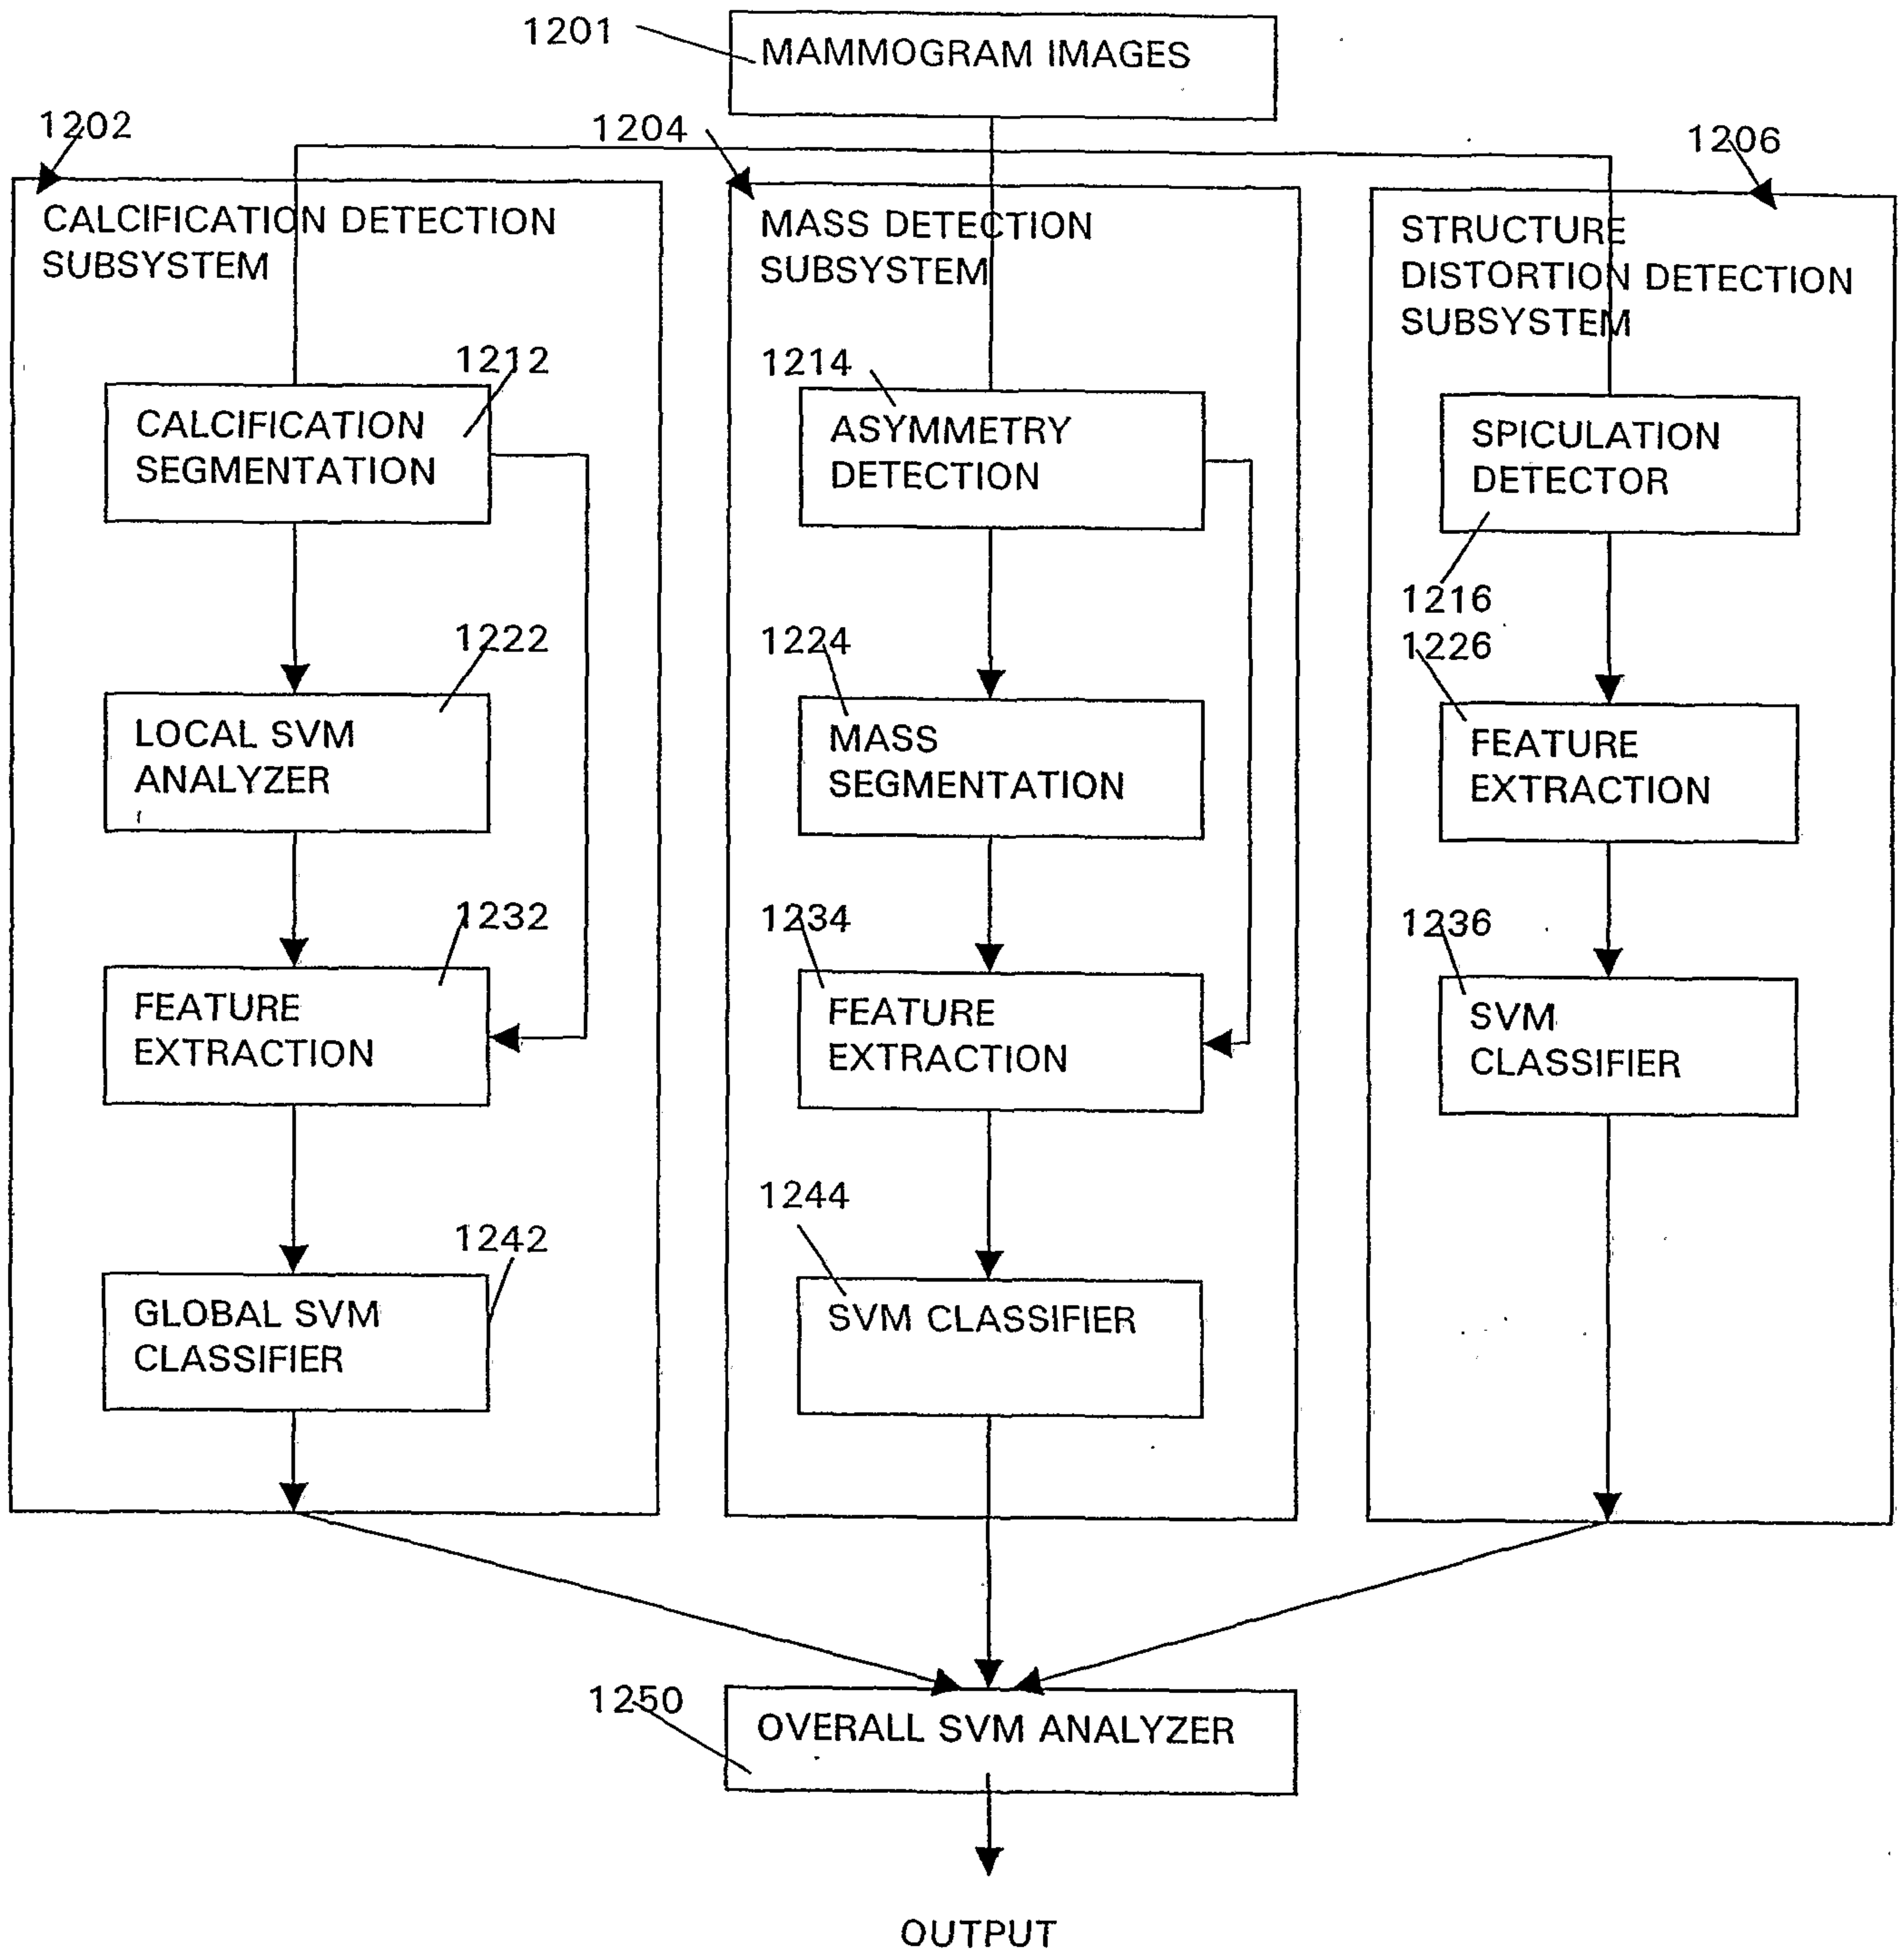 1201
MAMMOGRAM IMAGES
1202
1204
1206
CALCIFICATION DETECTION
SUBSYSTEM
MASS DETECTION
SUBSYSTEM
STRUCTURE
DISTORTION DETECTION
SUBSYSTEM
1212
CALCIFICATION
SEGMENTATION
1214
ASYMMETRY
DETECTION
SPICULATION
DETECTOR
1216
1222
LOCAL SVM
ANALYZER
1224
MASS
SEGMENTATION
1226
FEATURE
EXTRACTION
1232
FEATURE
EXTRACTION
1234
FEATURE
EXTRACTION
1236
SVM
CLASSIFIER
1242
GLOBAL SVM
CLASSIFIER
1244
SVM CLASSIFIER
1250
OVERALL SVM ANALYZER
OUTPUT